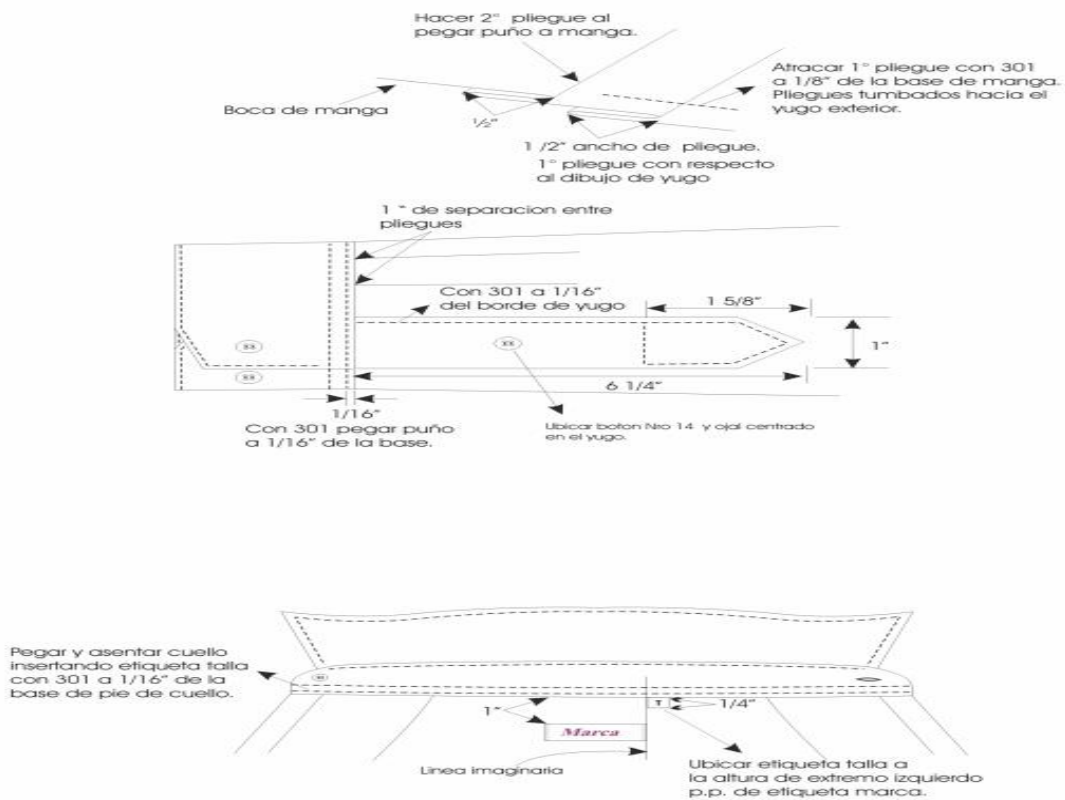 Hacer 2° pliegue al
pegar puño a manga.
Atracar 1° pliegue con 301
a 1/8" de la base de manga.
Pliegues tumbados hacia el
yugo exterior.
Boca de manga
1/2"
1 /2" ancho de pliegue.
1° pliegue con respecto
al dibujo de yugo
1 " de separacion entre
pliegues
Con 301 a 1/16"
del borde de yugo
1 5/8"
1"
6 1/4"
1/16"
Con 301 pegar puño
a 1/16" de la base.
Ubicar boton Nro 14 y ojal centrado
en el yugo.
Pegar y asentar cuello
insertando etiqueta talla
con 301 a 1/16" de la
base de pie de cuello.
1"
T
1/4"
Marca
Linea imaginaria
Ubicar etiqueta talla a
la altura de extremo izquierdo
p.p. de etiqueta marca.